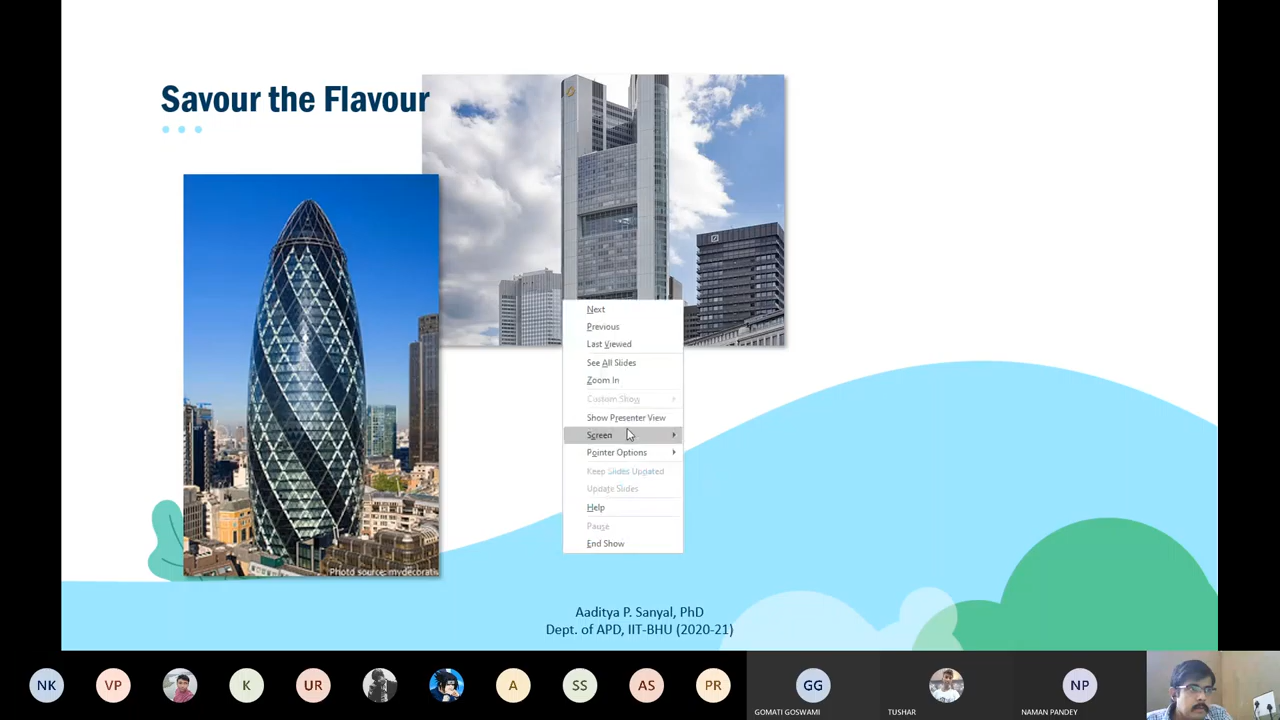 Savour the Flavour
Photo source: mydecorati
Next
Previous
Last Viewed
See All Slides
Zoom In
Custom Show
Show Presenter View
Screen
Pointer Options
Keep Slides Updated
Update Slides
Help
Pause
End Show
Aaditya P. Sanyal, PhD
Dept. of APD, IIT-BHU (2020-21)
NK
VP
K
UR
A
SS
AS
PR
GG
NP
GOMATI GOSWAMI
TUSHAR
NAMAN PANDEY